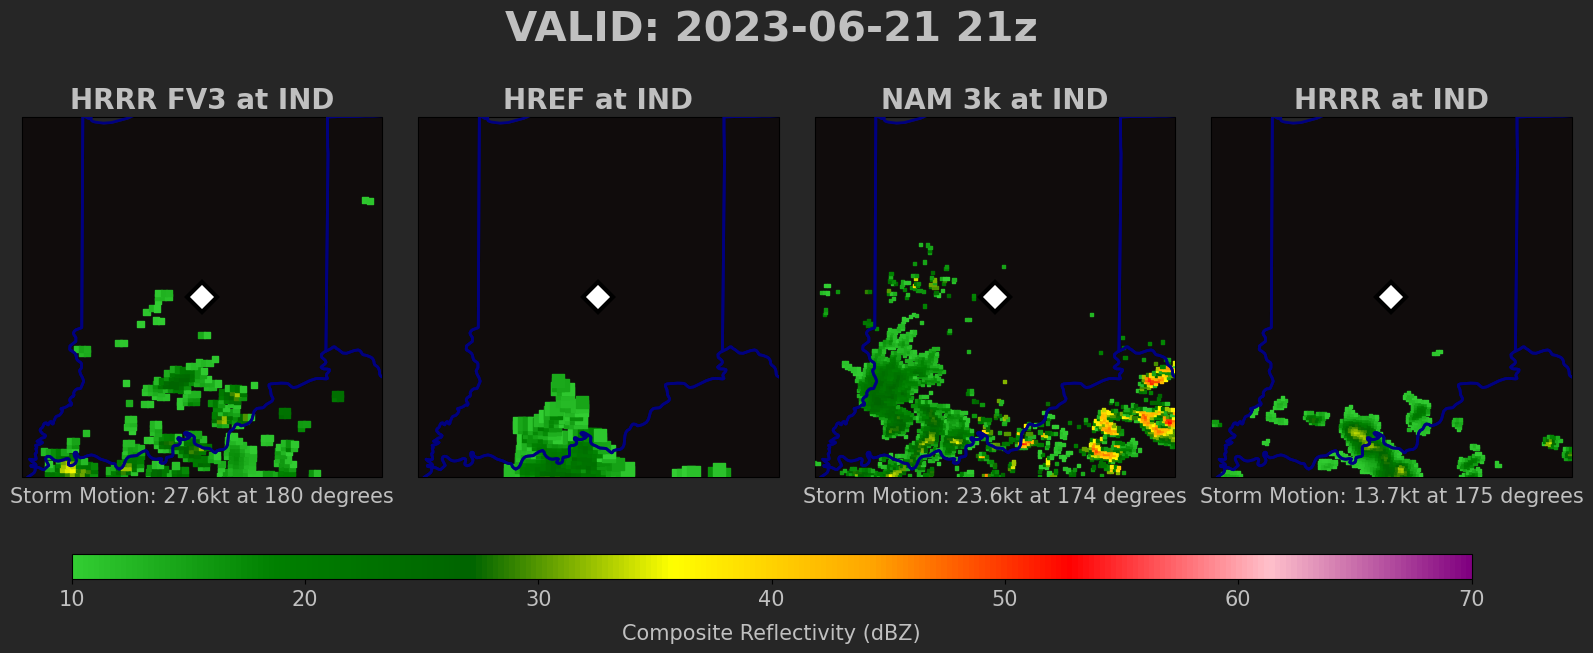 VALID: 2023-06-21 21z
HRRR FV3 at IND
HREF at IND
NAM 3k at IND
HRRR at IND
Storm Motion: 27.6kt at 180 degrees
Storm Motion: 23.6kt at 174 degrees
Storm Motion: 13.7kt at 175 degrees
10 20 30 40 50 60 70
Composite Reflectivity (dBZ)